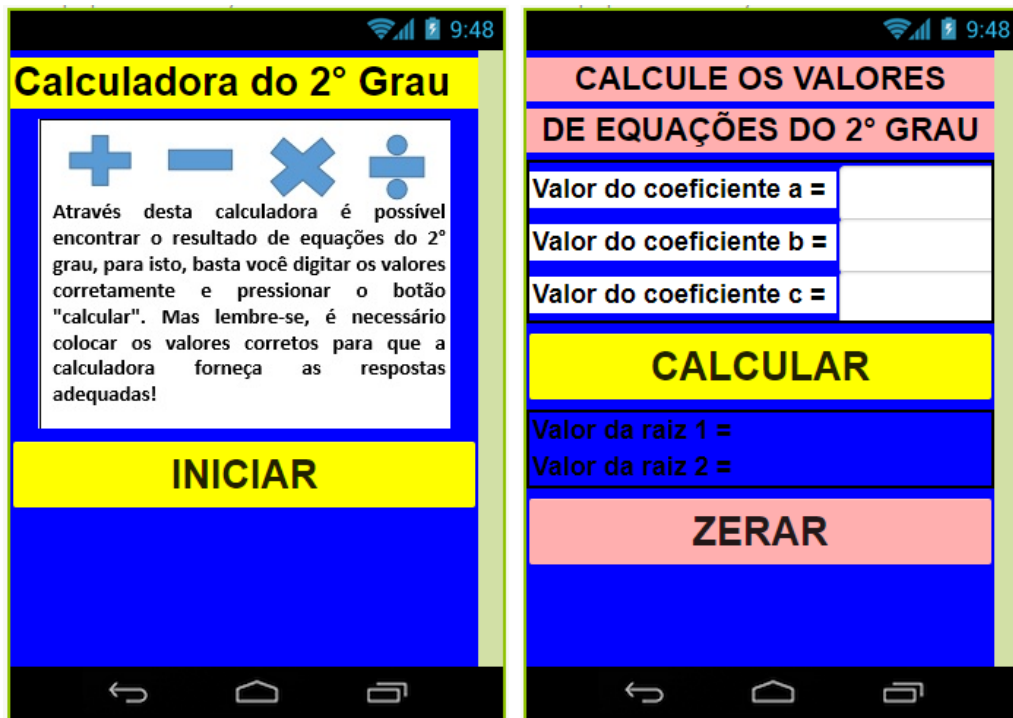 9:48
Calculadora do 2° Grau
Através desta calculadora é possível
encontrar o resultado de equações do 2°
grau, para isto, basta você digitar os valores
corretamente e pressionar o botão
"calcular". Mas lembre-se, é necessário
colocar os valores corretos para que a
calculadora forneça as respostas
adequadas!
INICIAR
9:48
CALCULE OS VALORES
DE EQUAÇÕES DO 2° GRAU
Valor do coeficiente a =
Valor do coeficiente b =
Valor do coeficiente c =
CALCULAR
Valor da raiz 1 =
Valor da raiz 2 =
ZERAR